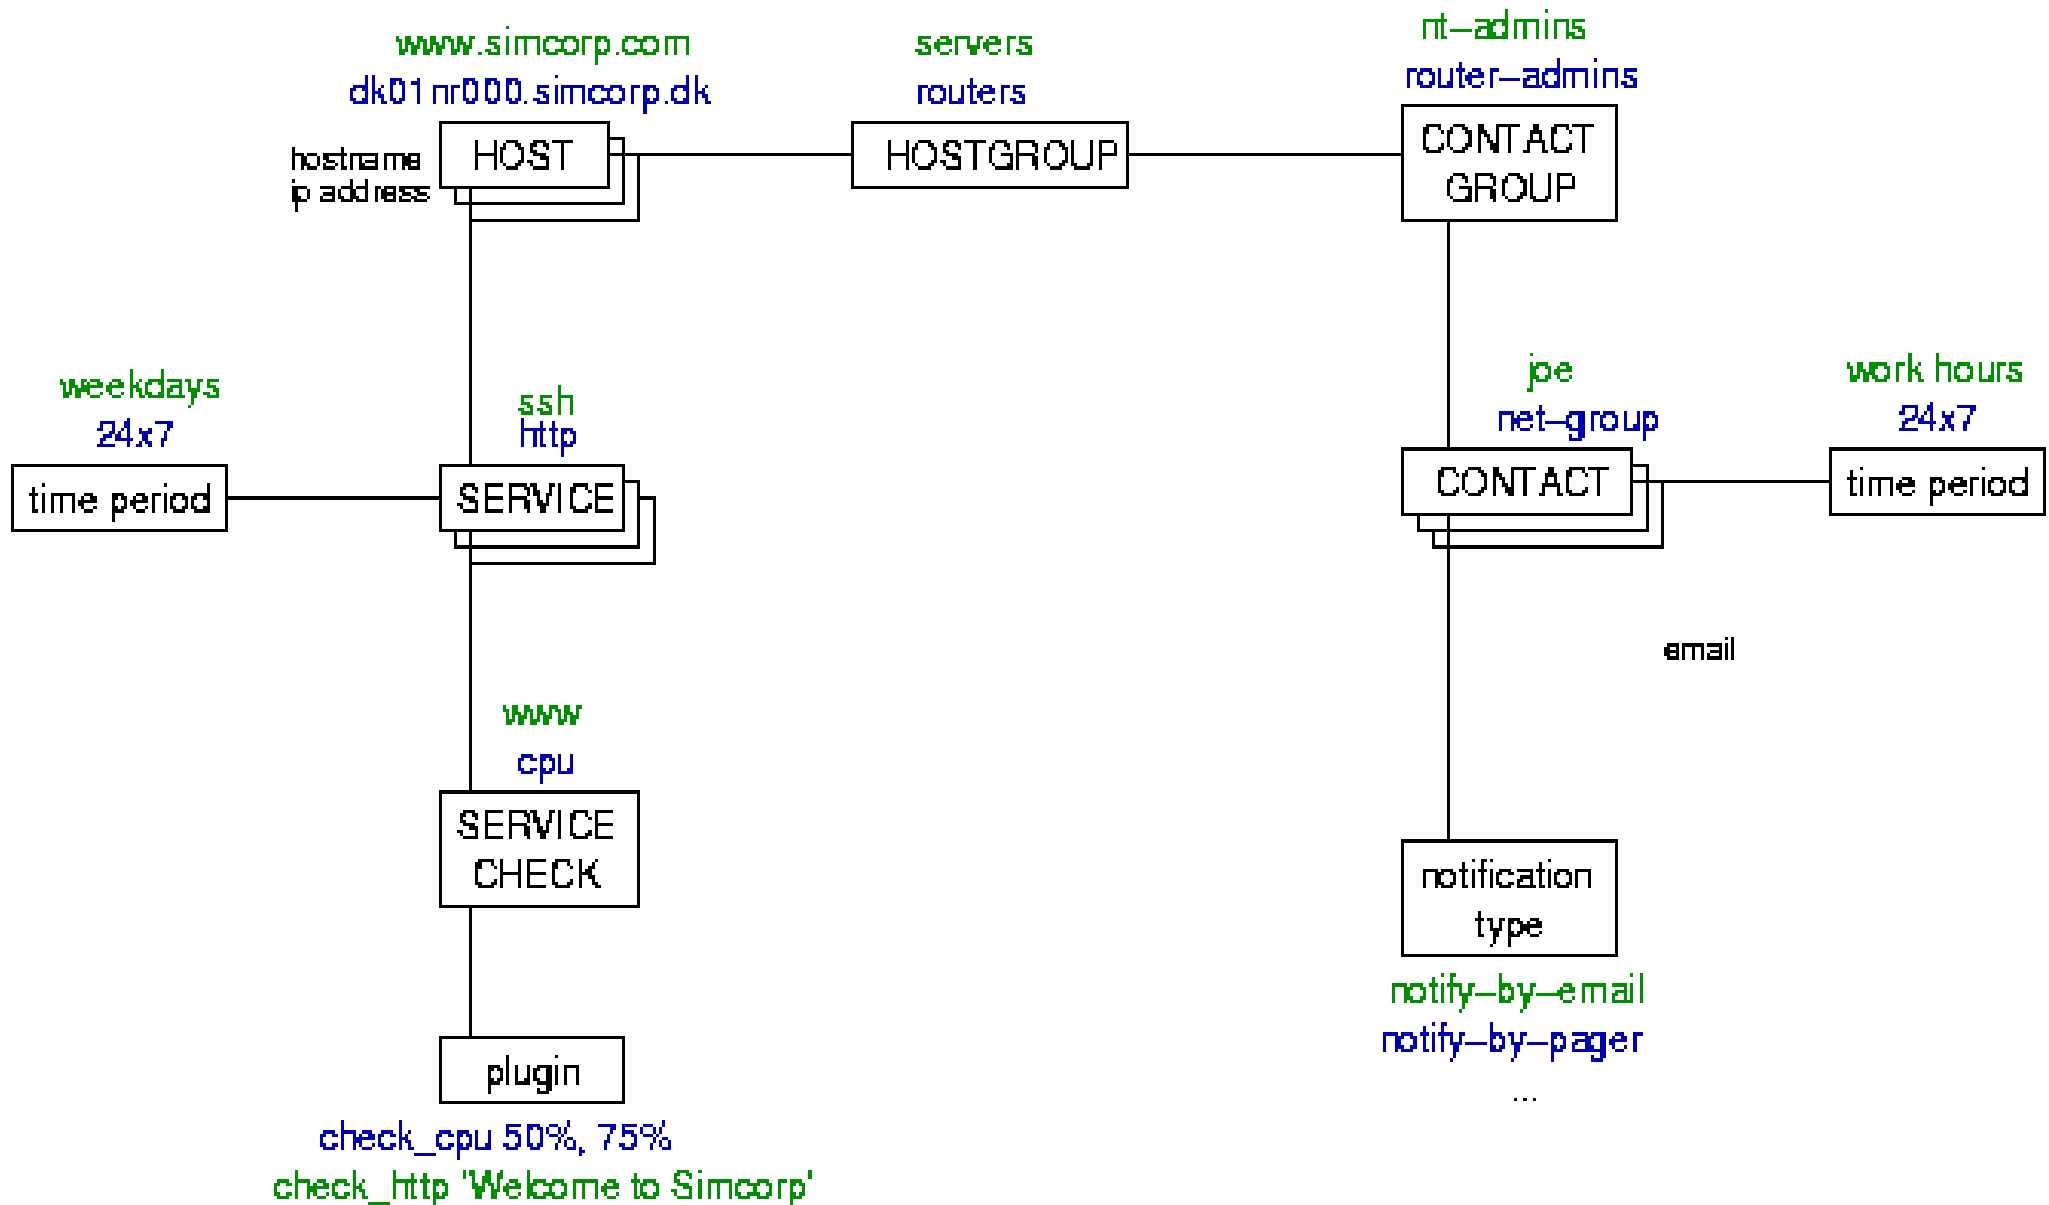 www.simcorp.com
dk01nr000.simcorp.dk
hostname
ip address
HOST
servers
routers
HOSTGROUP
nt-admins
router-admins
CONTACT
GROUP
weekdays
24x7
time period
ssh
http
SERVICE
joe
net-group
CONTACT
work hours
24x7
time period
email
www
cpu
SERVICE
CHECK
notification
type
notify-by-email
notify-by-pager
...
plugin
check_cpu 50%, 75%
check_http 'Welcome to Simcorp'